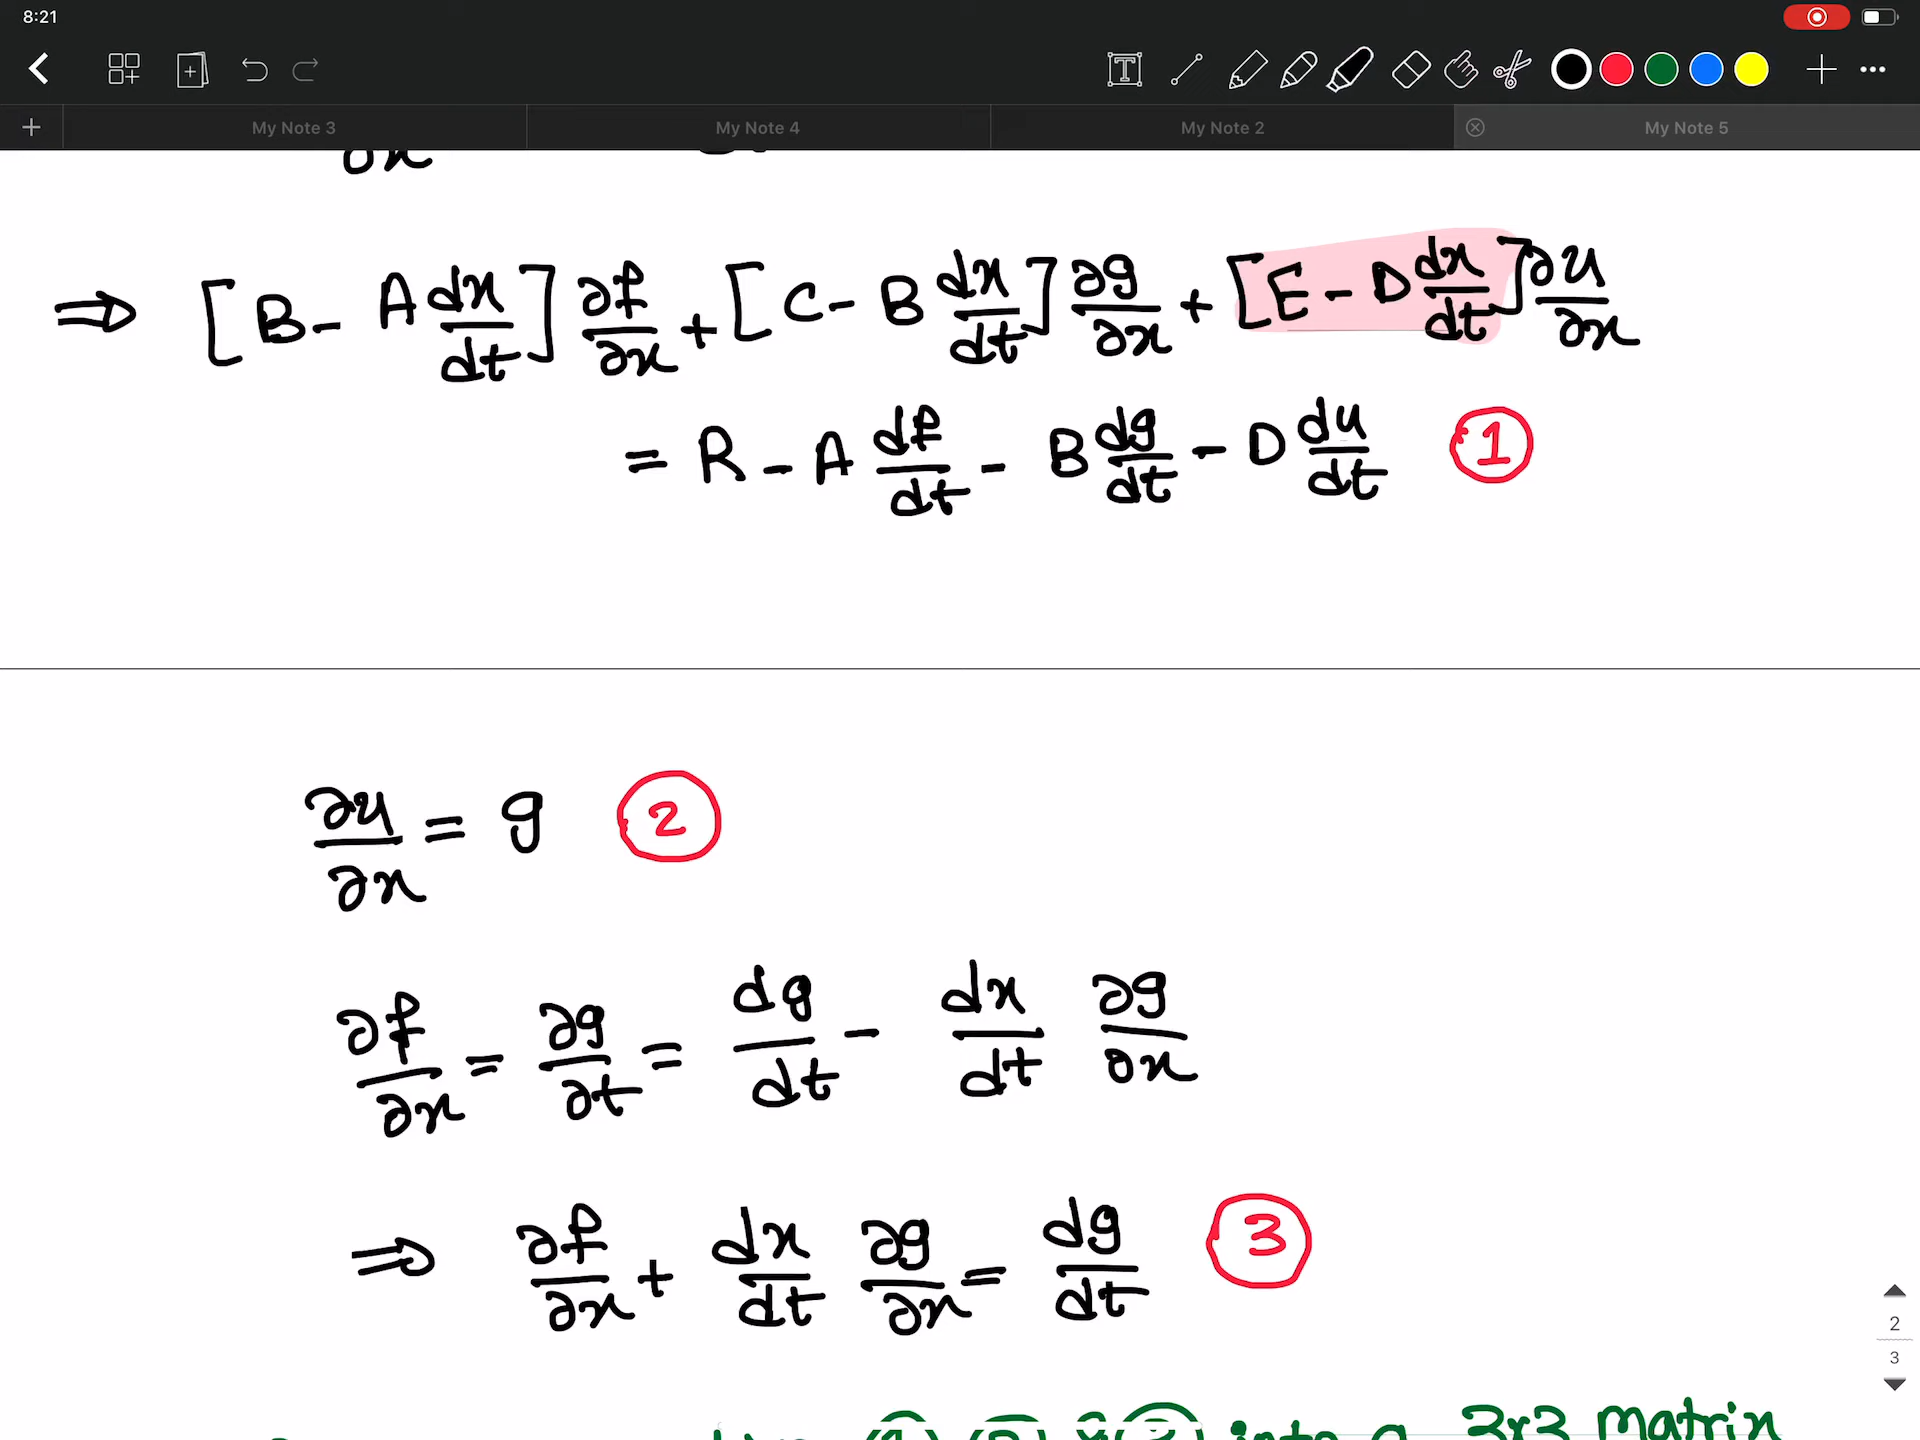 8:21
My Note 3 My Note 4 My Note 2 My Note 5
∂x
⇒ [B - A dx/dt] ∂f/∂x + [C - B dx/dt] ∂g/∂x + [E - D dx/dt] ∂u/∂x
= R - A df/dt - B dg/dt - D du/dt ①
∂u/∂x = g ②
∂f/∂x = ∂g/∂t = dg/dt - dx/dt ∂g/∂x
⇒ ∂f/∂x + dx/dt ∂g/∂x = dg/dt ③
2
3
into a 3x3 matrix